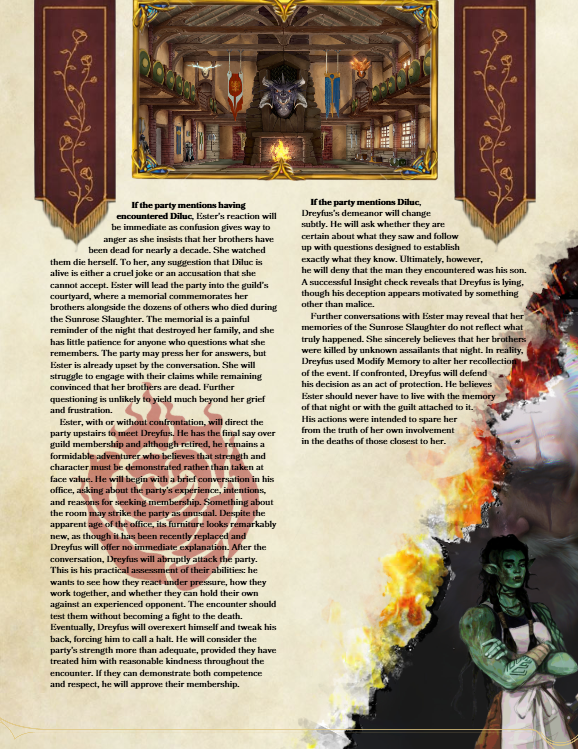 If the party mentions having
encountered Diluc, Ester's reaction will
be immediate as confusion gives way to
anger as she insists that her brothers have
been dead for nearly a decade. She watched
them die herself. To her, any suggestion that Diluc is
alive is either a cruel joke or an accusation that she
cannot accept. Ester will lead the party into the guild's
courtyard, where a memorial commemorates her
brothers alongside the dozens of others who died during
the Sunrose Slaughter. The memorial is a painful
reminder of the night that destroyed her family, and she
has little patience for anyone who questions what she
remembers. The party may press her for answers, but
Ester is already upset by the conversation. She will
struggle to engage with their claims while remaining
convinced that her brothers are dead. Further
questioning is unlikely to yield much beyond her grief
and frustration.
Ester, with or without confrontation, will direct the
party upstairs to meet Dreyfus. He has the final say over
guild membership and although retired, he remains a
formidable adventurer who believes that strength and
character must be demonstrated rather than taken at
face value. He will begin with a brief conversation in his
office, asking about the party's experience, intentions,
and reasons for seeking membership. Something about
the room may strike the party as unusual. Despite the
apparent age of the office, its furniture looks remarkably
new, as though it has been recently replaced and
Dreyfus will offer no immediate explanation. After the
conversation, Dreyfus will abruptly attack the party.
This is his practical assessment of their abilities: he
wants to see how they react under pressure, how they
work together, and whether they can hold their own
against an experienced opponent. The encounter should
test them without becoming a fight to the death.
Eventually, Dreyfus will overexert himself and tweak his
back, forcing him to call a halt. He will consider the
party's strength more than adequate, provided they have
treated him with reasonable kindness throughout the
encounter. If they can demonstrate both competence
and respect, he will approve their membership.
If the party mentions Diluc,
Dreyfus's demeanor will change
subtly. He will ask whether they are
certain about what they saw and follow
up with questions designed to establish
exactly what they know. Ultimately, however,
he will deny that the man they encountered was his son.
A successful Insight check reveals that Dreyfus is lying,
though his deception appears motivated by something
other than malice.
Further conversations with Ester may reveal that her
memories of the Sunrose Slaughter do not reflect what
truly happened. She sincerely believes that her brothers
were killed by unknown assailants that night. In reality,
Dreyfus used Modify Memory to alter her recollection
of the event. If confronted, Dreyfus will defend
his decision as an act of protection. He believes
Ester should never have to live with the memory
of that night or with the guilt attached to it.
His actions were intended to spare her
from the truth of her own involvement
in the deaths of those closest to her.